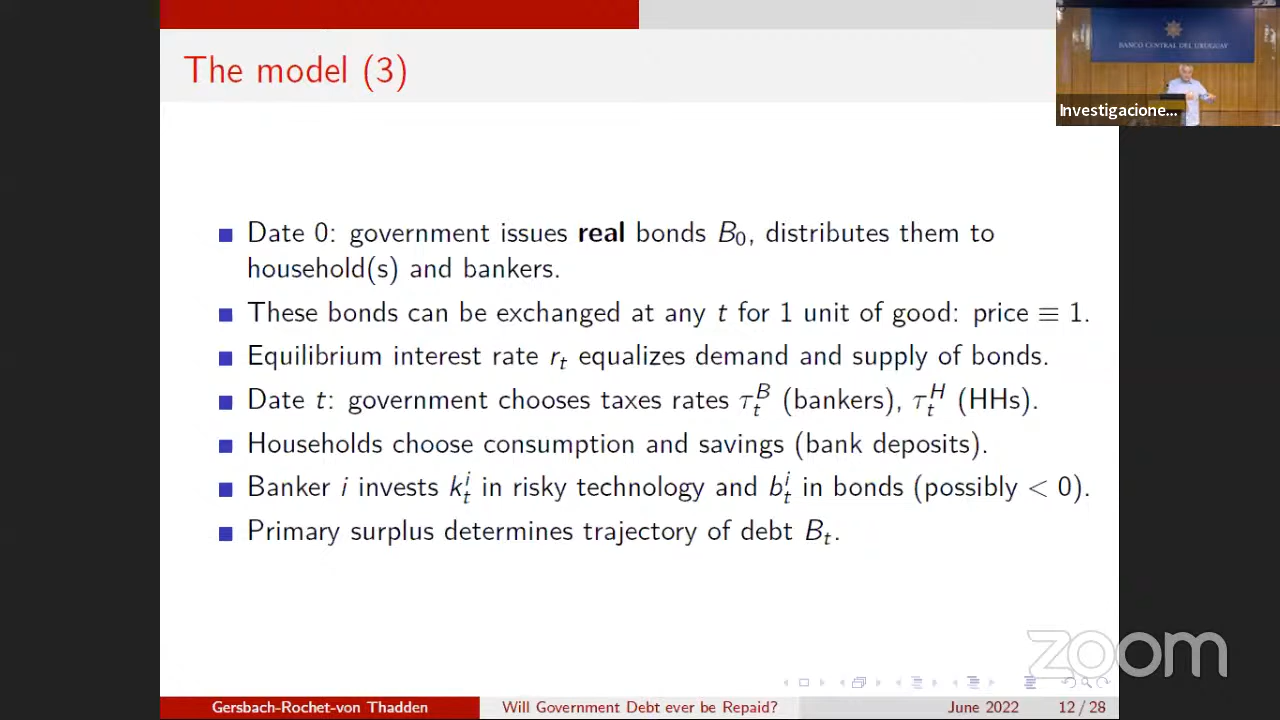 The model (3)
BANCO CENTRAL DEL URUGUAY
Investigacione...
■ Date 0: government issues real bonds B₀, distributes them to
household(s) and bankers.
■ These bonds can be exchanged at any t for 1 unit of good: price ≡ 1.
■ Equilibrium interest rate rₜ equalizes demand and supply of bonds.
■ Date t: government chooses taxes rates τₜᴮ (bankers), τₜᴴ (HHs).
■ Households choose consumption and savings (bank deposits).
■ Banker i invests kₜⁱ in risky technology and bₜⁱ in bonds (possibly < 0).
■ Primary surplus determines trajectory of debt Bₜ.
zoom
Gersbach-Rochet-von Thadden Will Government Debt ever be Repaid? June 2022 12 / 28